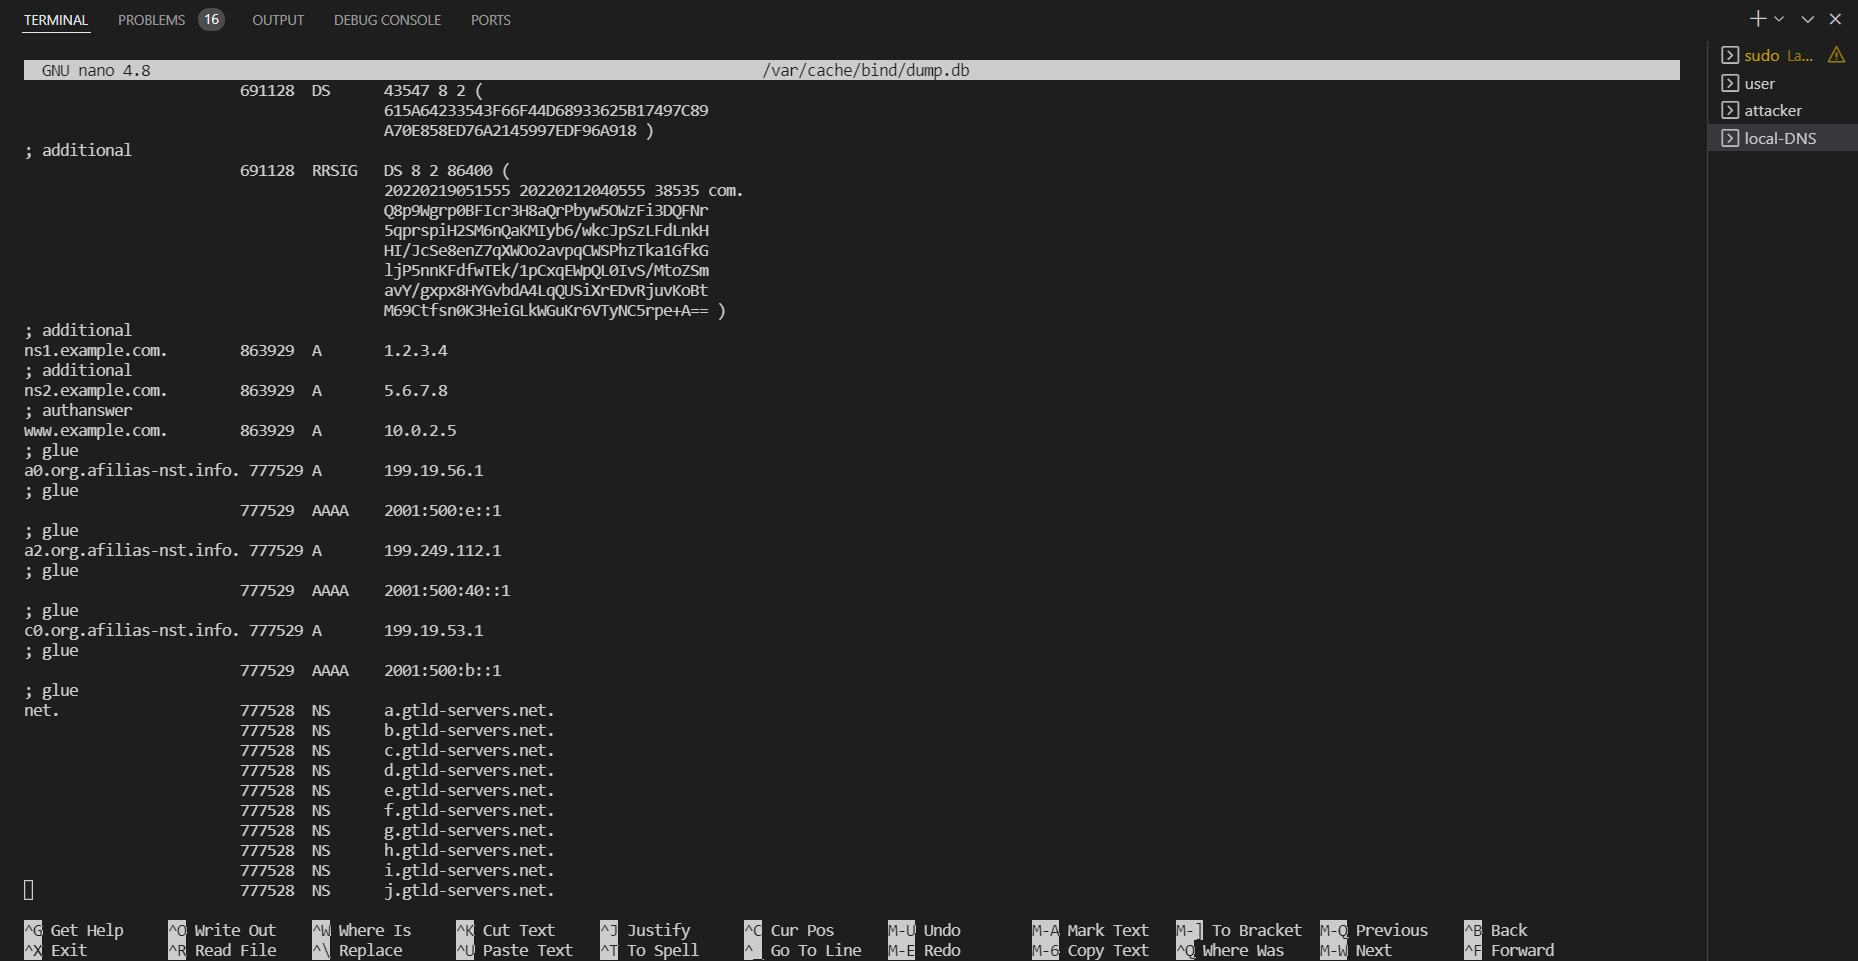 TERMINAL PROBLEMS 16 OUTPUT DEBUG CONSOLE PORTS
GNU nano 4.8 /var/cache/bind/dump.db
691128 DS 43547 8 2 (
615A64233543F66F44D68933625B17497C89
A70E858ED76A2145997EDF96A918 )
; additional
691128 RRSIG DS 8 2 86400 (
20220219051555 20220212040555 38535 com.
Q8p9Wgrp0BFIcr3H8aQrPbyw5OWzFi3DQFNr
5qprspiH2SM6nQaKMIyb6/wkcJpSzLFdLnkH
HI/JcSe8enZ7qXWOo2avpqCWSPhzTka1GfkG
ljP5nnKFdfwTEk/1pCxqEWpQL0IvS/MtoZSm
avY/gxpx8HYGvbdA4LqQUSiXrEDvRjuvKoBt
M69Ctfsn0K3HeiGLkWGuKr6VTyNC5rpe+A== )
; additional
ns1.example.com. 863929 A 1.2.3.4
; additional
ns2.example.com. 863929 A 5.6.7.8
; authanswer
www.example.com. 863929 A 10.0.2.5
; glue
a0.org.afilias-nst.info. 777529 A 199.19.56.1
; glue
777529 AAAA 2001:500:e::1
; glue
a2.org.afilias-nst.info. 777529 A 199.249.112.1
; glue
777529 AAAA 2001:500:40::1
; glue
c0.org.afilias-nst.info. 777529 A 199.19.53.1
; glue
777529 AAAA 2001:500:b::1
; glue
net. 777528 NS a.gtld-servers.net.
777528 NS b.gtld-servers.net.
777528 NS c.gtld-servers.net.
777528 NS d.gtld-servers.net.
777528 NS e.gtld-servers.net.
777528 NS f.gtld-servers.net.
777528 NS g.gtld-servers.net.
777528 NS h.gtld-servers.net.
777528 NS i.gtld-servers.net.
777528 NS j.gtld-servers.net.
^G Get Help ^O Write Out ^W Where Is ^K Cut Text ^J Justify ^C Cur Pos M-U Undo M-A Mark Text M-] To Bracket M-Q Previous ^B Back
^X Exit ^R Read File ^\ Replace ^U Paste Text ^T To Spell ^_ Go To Line M-E Redo M-6 Copy Text ^Q Where Was M-W Next ^F Forward
sudo La...
user
attacker
local-DNS